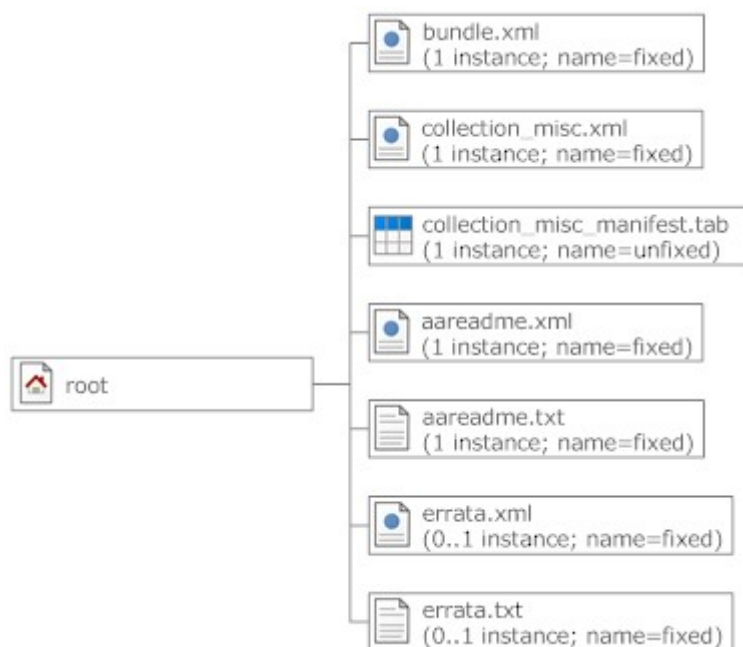 bundle.xml
(1 instance; name=fixed)
collection_misc.xml
(1 instance; name=fixed)
collection_misc_manifest.tab
(1 instance; name=unfixed)
aareadme.xml
(1 instance; name=fixed)
root
aareadme.txt
(1 instance; name=fixed)
errata.xml
(0..1 instance; name=fixed)
errata.txt
(0..1 instance; name=fixed)